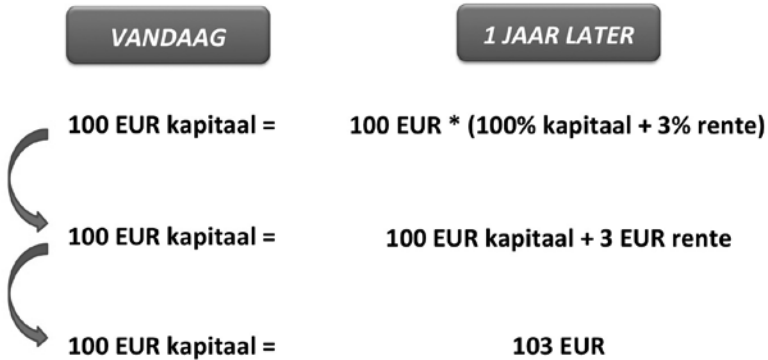 VANDAAG 1 JAAR LATER
100 EUR kapitaal = 100 EUR * (100% kapitaal + 3% rente)
100 EUR kapitaal = 100 EUR kapitaal + 3 EUR rente
100 EUR kapitaal = 103 EUR